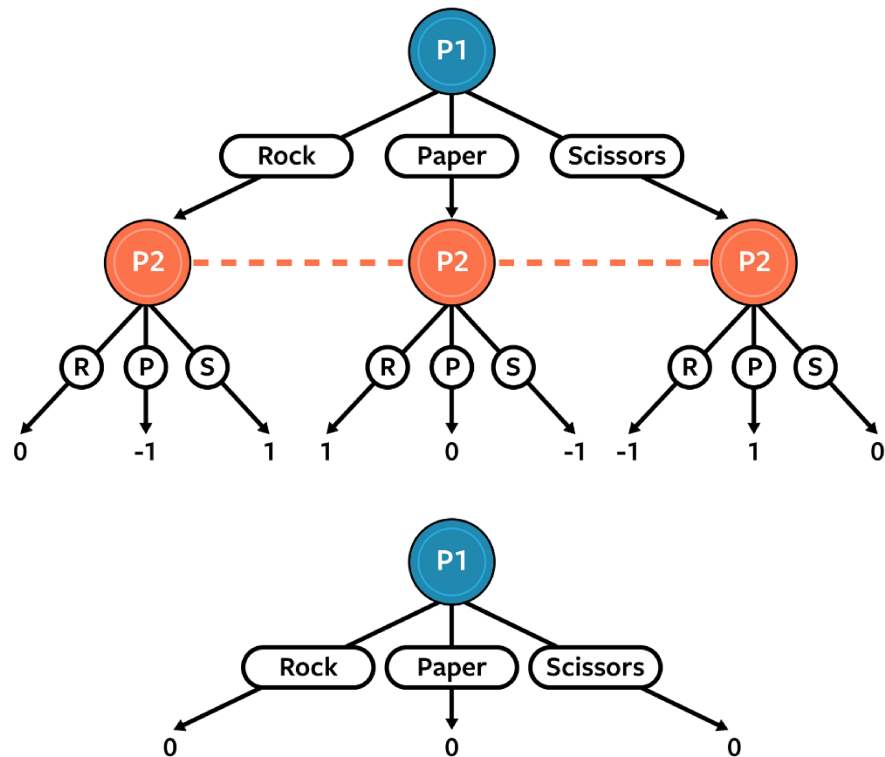 P1
Rock Paper Scissors
P2 P2 P2
R P S R P S R P S
0 -1 1 1 0 -1 -1 1 0
P1
Rock Paper Scissors
0 0 0